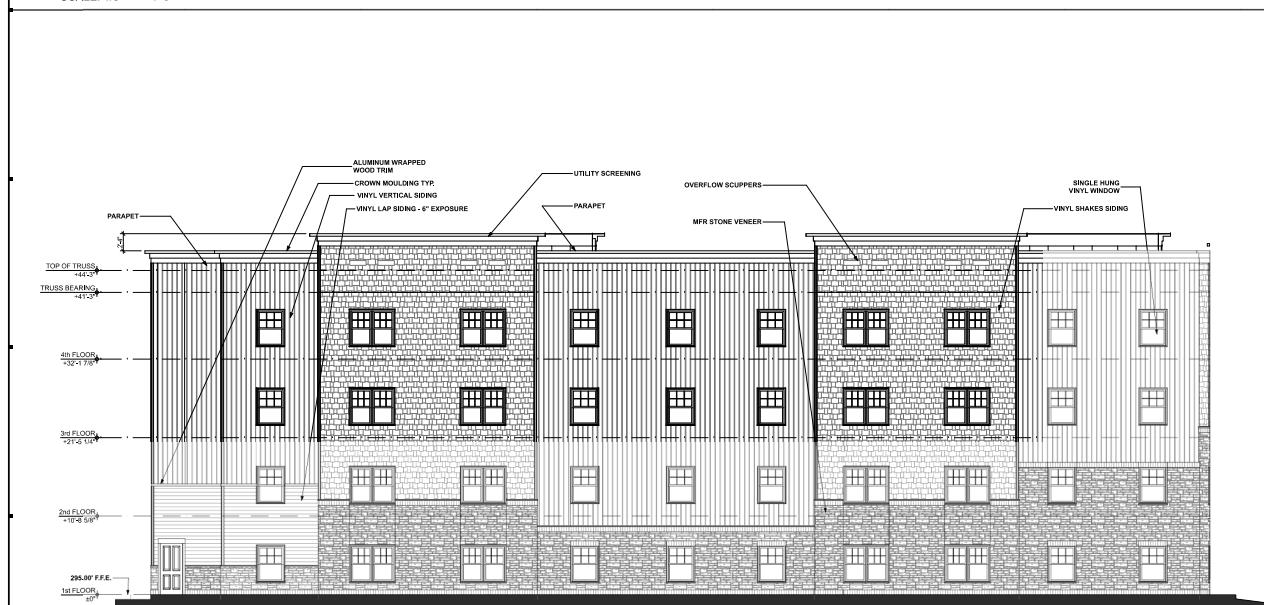 ALUMINUM WRAPPED
WOOD TRIM
CROWN MOULDING TYP.
VINYL VERTICAL SIDING
VINYL LAP SIDING - 6" EXPOSURE
PARAPET
UTILITY SCREENING
PARAPET
OVERFLOW SCUPPERS
MFR STONE VENEER
SINGLE HUNG
VINYL WINDOW
VINYL SHAKES SIDING
TOP OF TRUSS
+44'-3"
TRUSS BEARING
+41'-3"
4th FLOOR
+32'-1 7/8"
3rd FLOOR
+21'-5 1/4"
2nd FLOOR
+10'-8 5/8"
295.00' F.F.E.
1st FLOOR
±0"